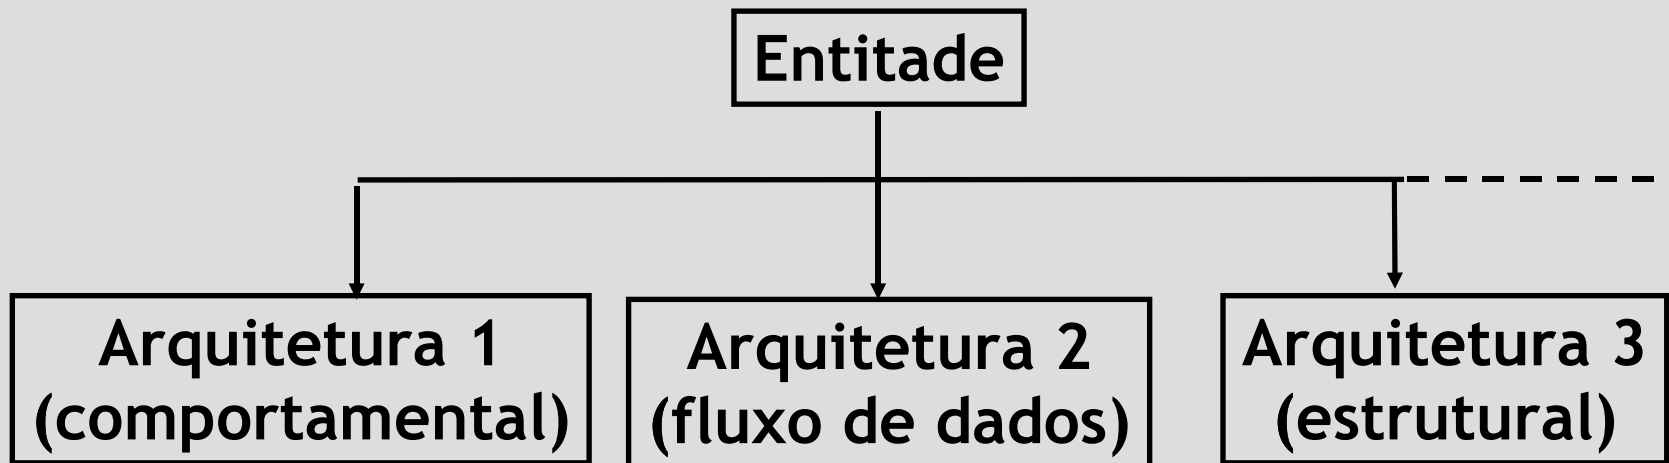 Entitade
Arquitetura 1
(comportamental)
Arquitetura 2
(fluxo de dados)
Arquitetura 3
(estrutural)